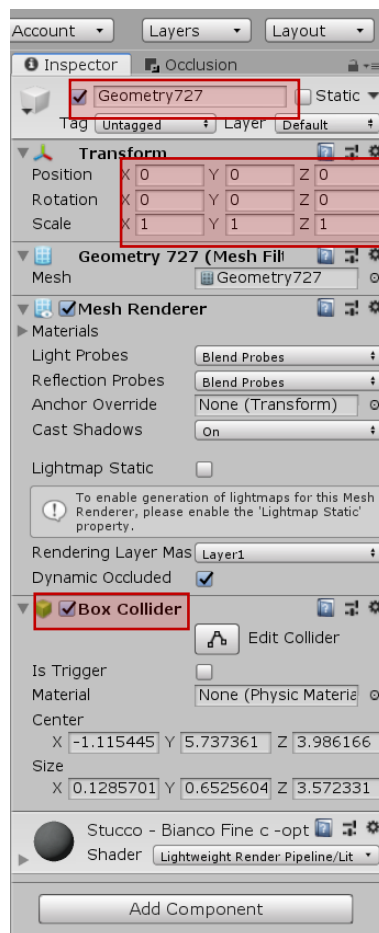 Account Layers Layout
Inspector Occlusion
Geometry727 Static
Tag Untagged Layer Default
Transform
Position X 0 Y 0 Z 0
Rotation X 0 Y 0 Z 0
Scale X 1 Y 1 Z 1
Geometry 727 (Mesh Filt
Mesh Geometry727
Mesh Renderer
Materials
Light Probes Blend Probes
Reflection Probes Blend Probes
Anchor Override None (Transform)
Cast Shadows On
Lightmap Static
To enable generation of lightmaps for this Mesh
Renderer, please enable the 'Lightmap Static'
property.
Rendering Layer Mas Layer1
Dynamic Occluded
Box Collider
Edit Collider
Is Trigger
Material None (Physic Materia
Center
X -1.115445 Y 5.737361 Z 3.986166
Size
X 0.1285701 Y 0.6525604 Z 3.572331
Stucco - Bianco Fine c -opt
Shader Lightweight Render Pipeline/Lit
Add Component